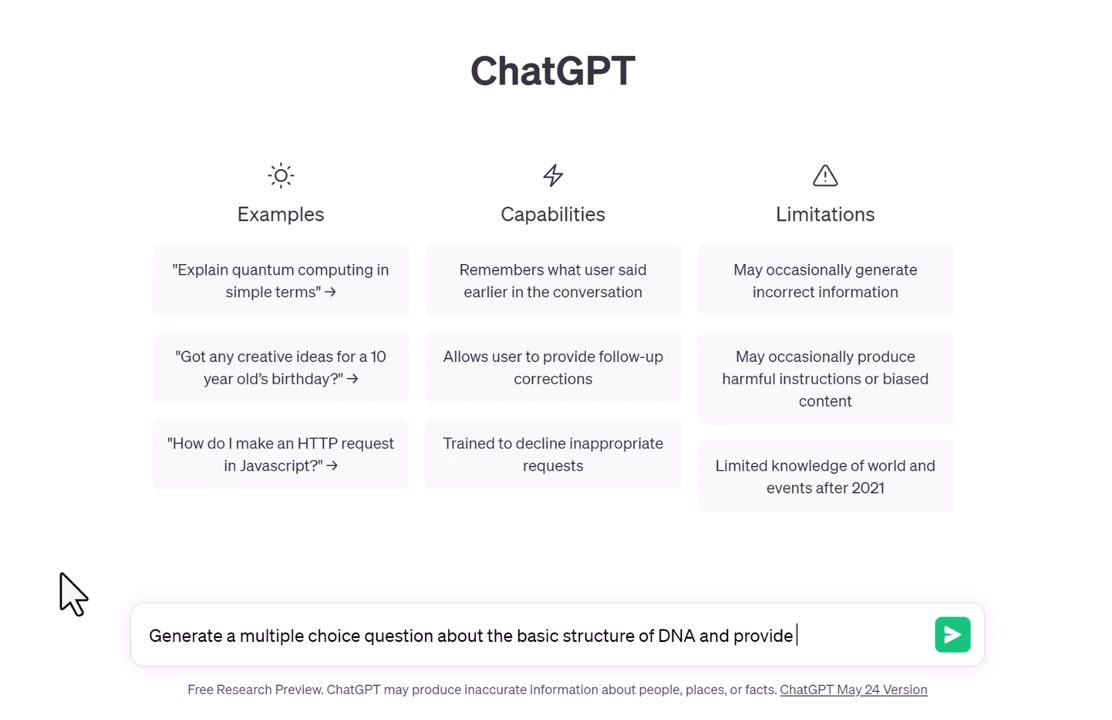 ChatGPT
Examples
"Explain quantum computing in
simple terms" →
"Got any creative ideas for a 10
year old's birthday?" →
"How do I make an HTTP request
in Javascript?" →
Capabilities
Remembers what user said
earlier in the conversation
Allows user to provide follow-up
corrections
Trained to decline inappropriate
requests
Limitations
May occasionally generate
incorrect information
May occasionally produce
harmful instructions or biased
content
Limited knowledge of world and
events after 2021
Generate a multiple choice question about the basic structure of DNA and provide
Free Research Preview. ChatGPT may produce inaccurate information about people, places, or facts. ChatGPT May 24 Version